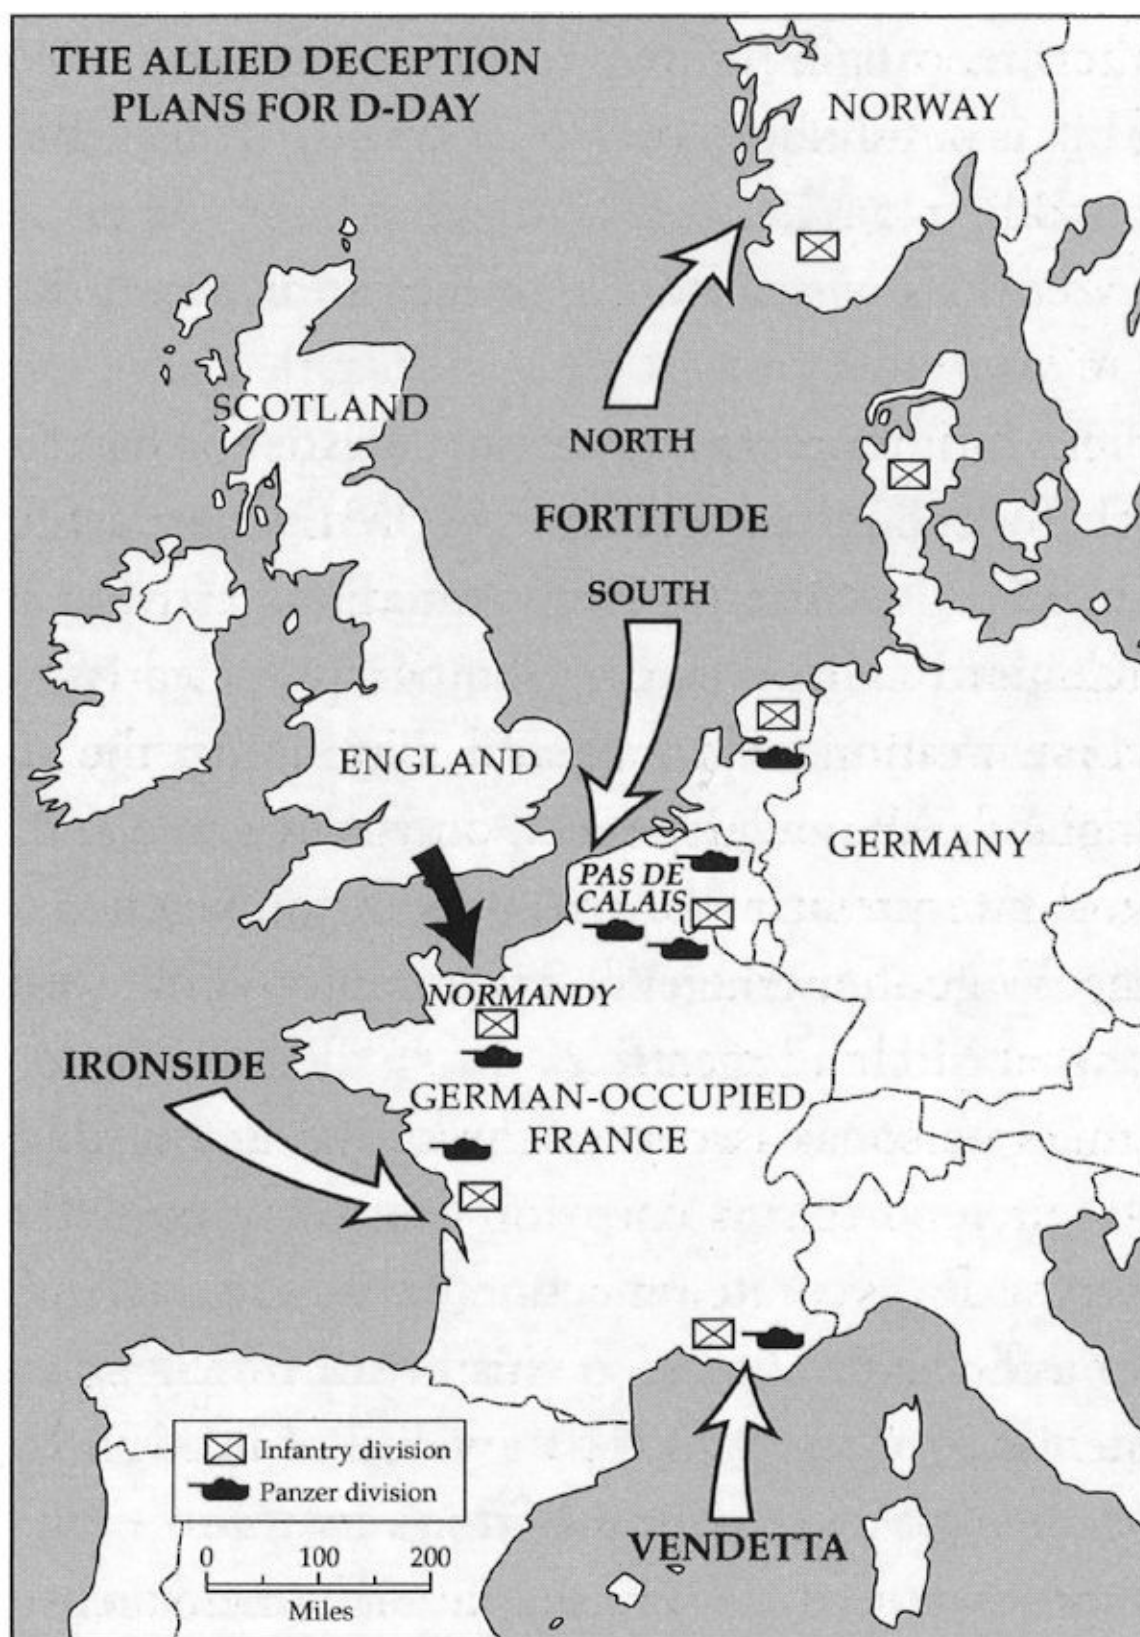 THE ALLIED DECEPTION
PLANS FOR D-DAY
NORWAY
SCOTLAND
NORTH
FORTITUDE
SOUTH
ENGLAND
GERMANY
PAS DE
CALAIS
NORMANDY
IRONSIDE
GERMAN-OCCUPIED
FRANCE
Infantry division
Panzer division
VENDETTA
0 100 200
Miles